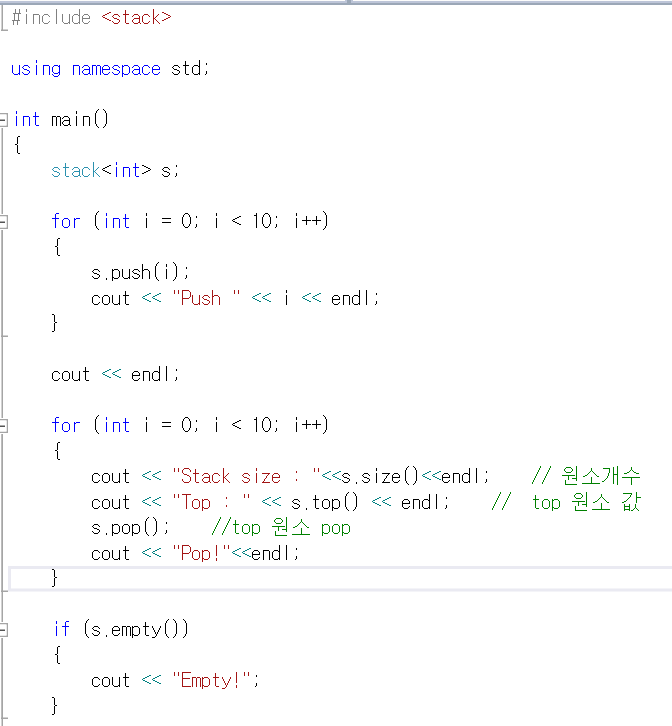 #include <stack>
using namespace std;
int main()
{
stack<int> s;
for (int i = 0; i < 10; i++)
{
s.push(i);
cout << "Push " << i << endl;
}
cout << endl;
for (int i = 0; i < 10; i++)
{
cout << "Stack size : "<<s.size()<<endl; // 원소개수
cout << "Top : " << s.top() << endl; // top 원소 값
s.pop(); //top 원소 pop
cout << "Pop!"<<endl;
}
if (s.empty())
{
cout << "Empty!";
}